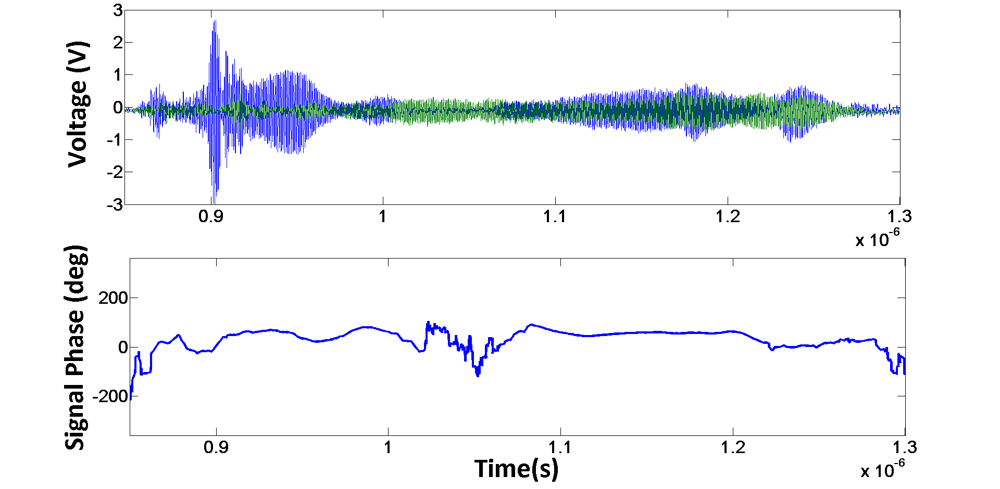 Voltage (V)
3
2
1
0
-1
-2
-3
0.9 1 1.1 1.2 1.3
x 10-6
Signal Phase (deg)
200
0
-200
0.9 1 1.1 1.2 1.3
Time(s)
x 10-6